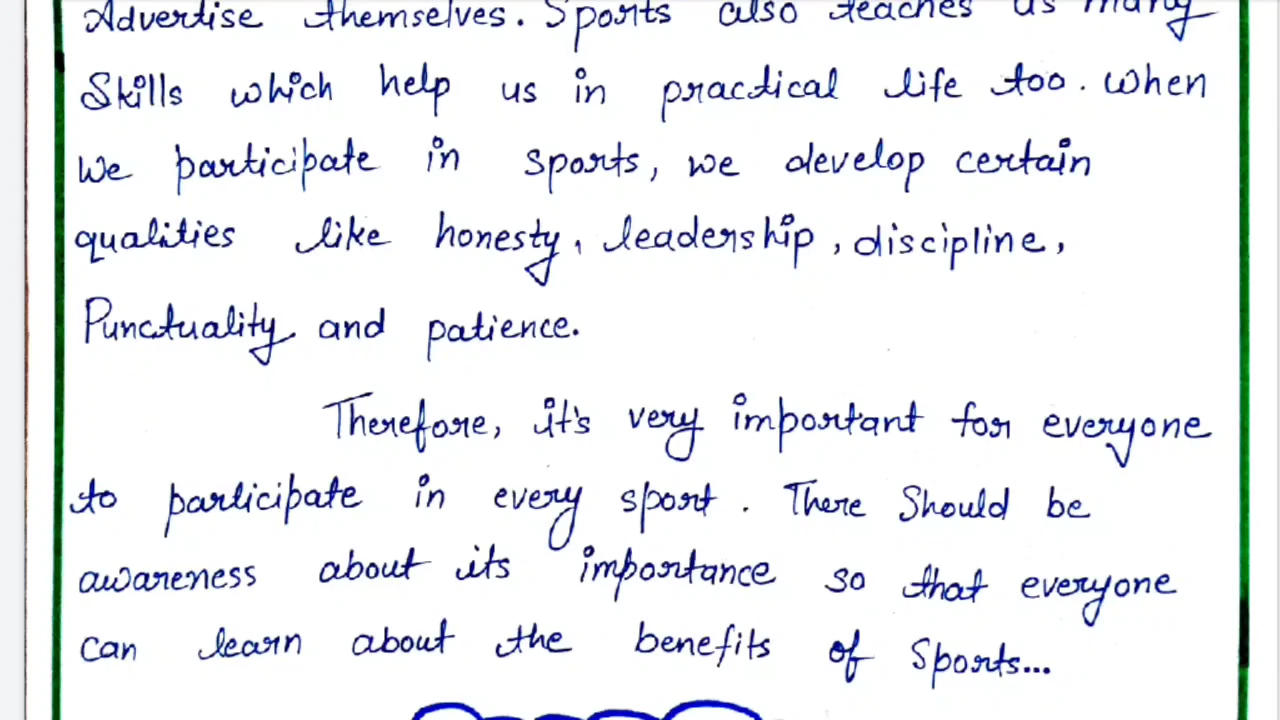 Advertise themselves. Sports also teaches us many
Skills which help us in practical life too. When
We participate in sports, we develop certain
qualities like honesty, leadership, discipline,
Punctuality and patience.
Therefore, it's very important for everyone
to participate in every sport. There Should be
awareness about its importance so that everyone
can learn about the benefits of Sports...